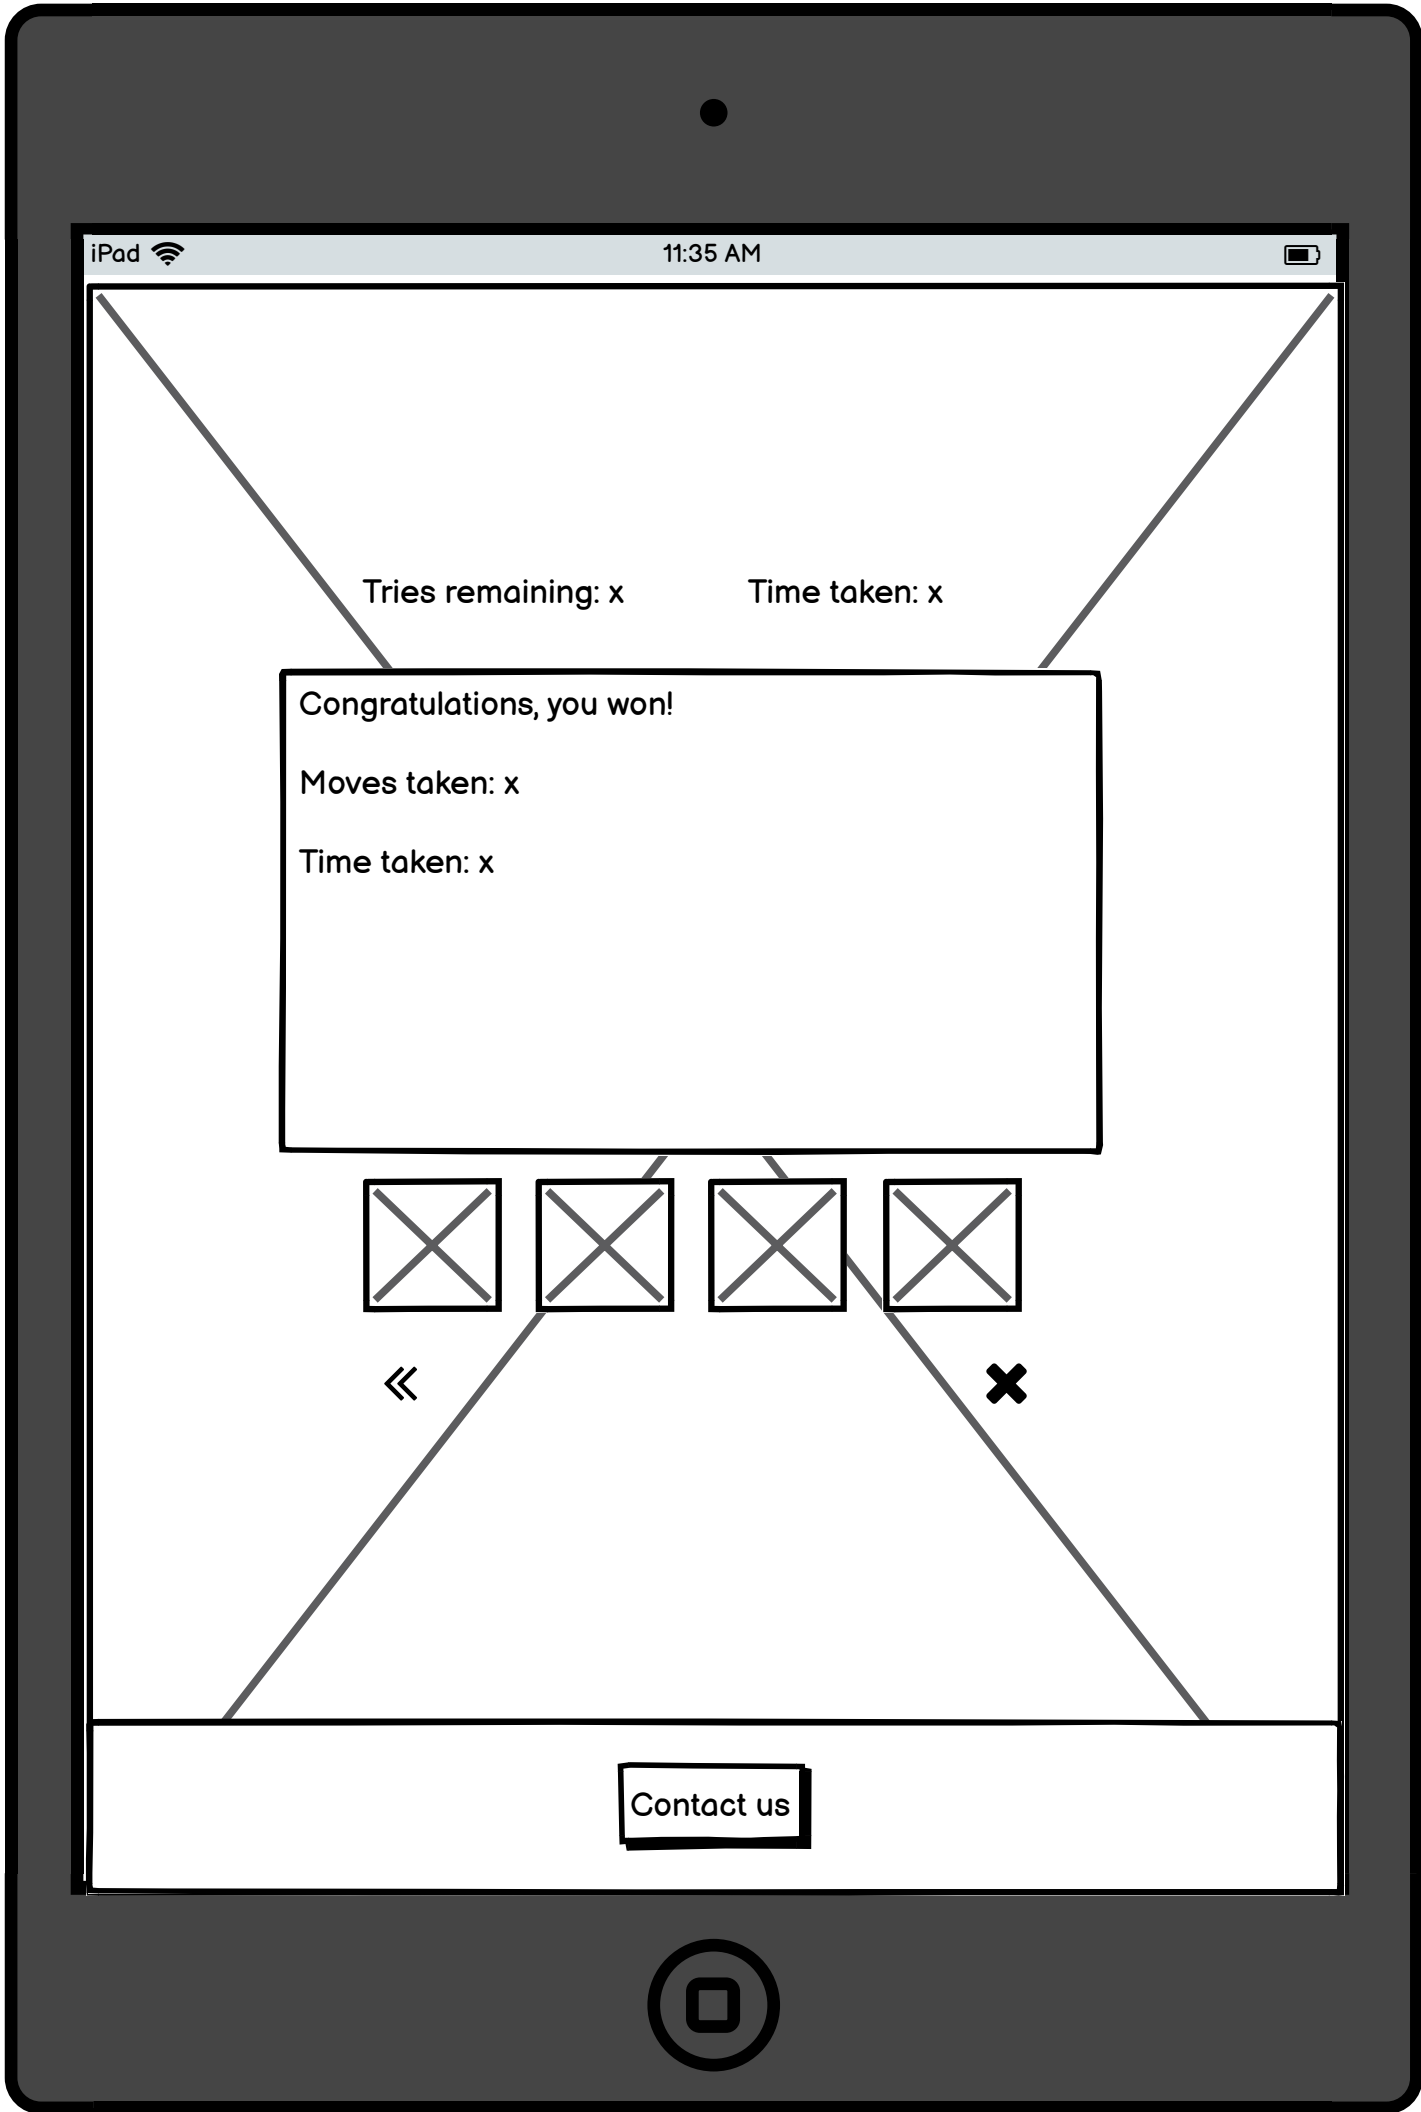 iPad 11:35 AM
Tries remaining: x Time taken: x
Congratulations, you won!
Moves taken: x
Time taken: x
Contact us